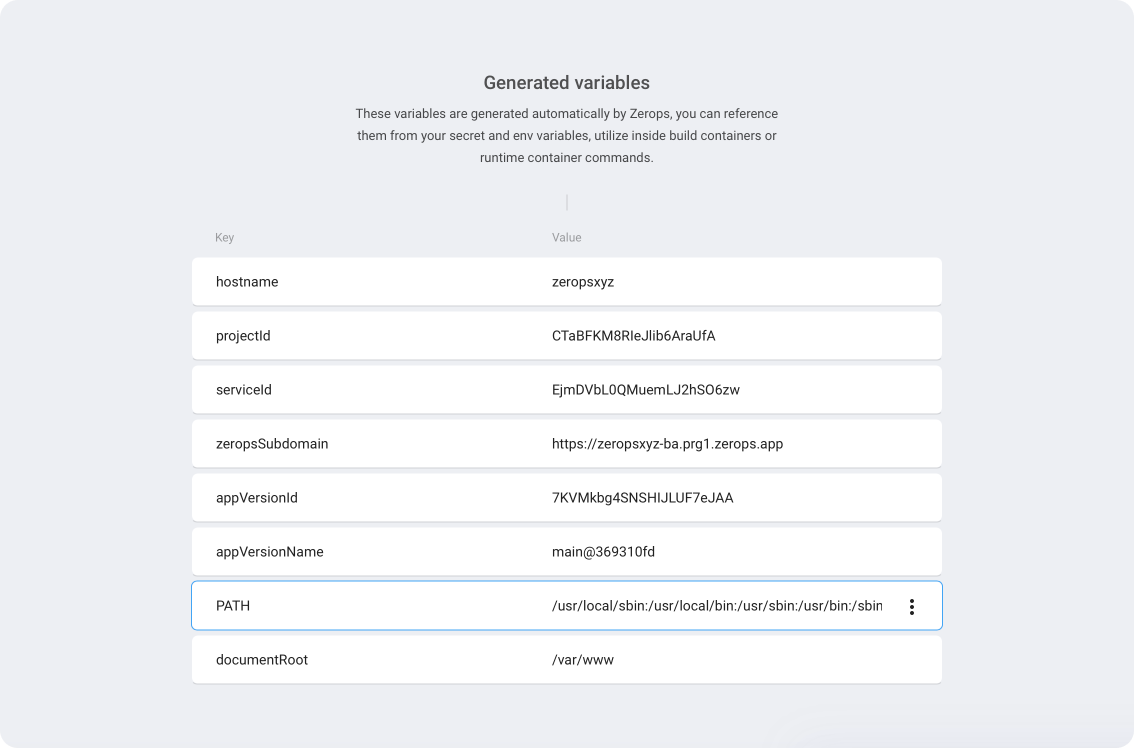 Generated variables
These variables are generated automatically by Zerops, you can reference
them from your secret and env variables, utilize inside build containers or
runtime container commands.
Key Value
hostname zeropsxyz
projectId CTaBFKM8RIeJlib6AraUfA
serviceId EjmDVbL0QMuemLJ2hSO6zw
zeropsSubdomain https://zeropsxyz-ba.prg1.zerops.app
appVersionId 7KVMkbg4SNSHIJLUF7eJAA
appVersionName main@369310fd
PATH /usr/local/sbin:/usr/local/bin:/usr/sbin:/usr/bin:/sbin
documentRoot /var/www